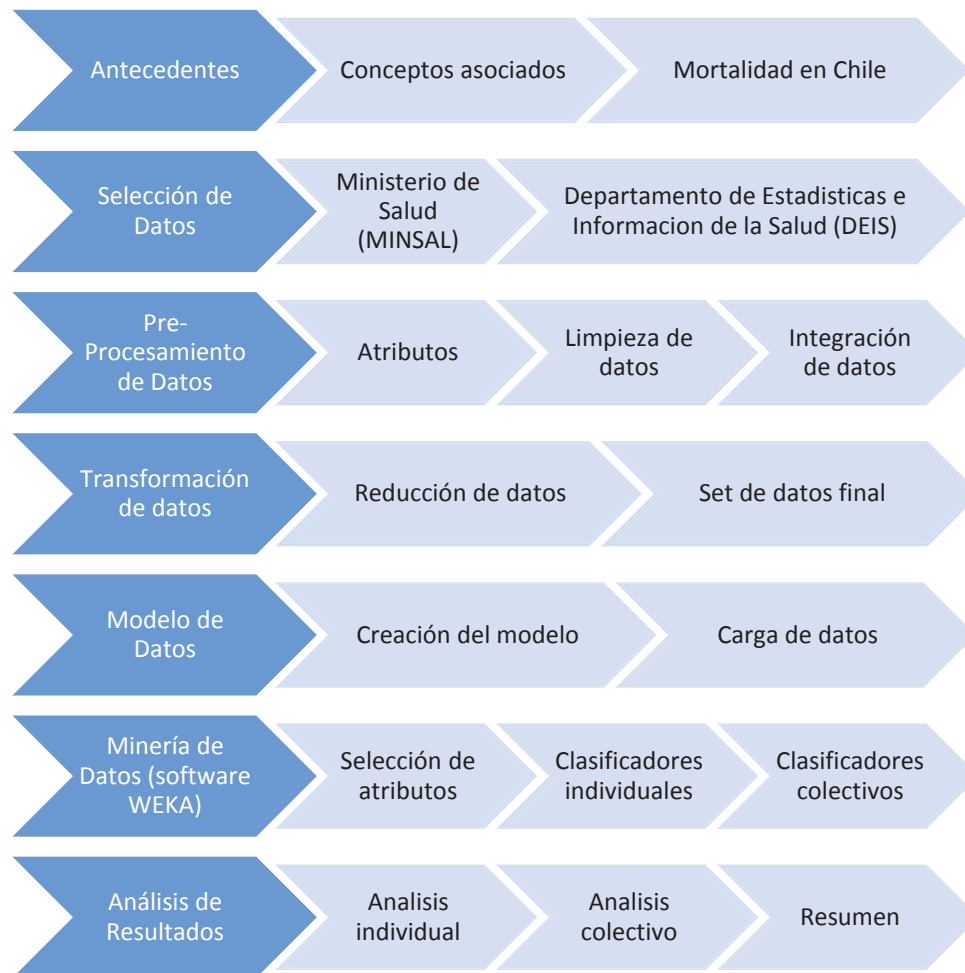 Antecedentes
Conceptos asociados
Mortalidad en Chile
Selección de
Datos
Ministerio de
Salud
(MINSAL)
Departamento de Estadisticas e
Informacion de la Salud (DEIS)
Pre-
Procesamiento
de Datos
Atributos
Limpieza de
datos
Integración
de datos
Transformación
de datos
Reducción de datos
Set de datos final
Modelo de
Datos
Creación del modelo
Carga de datos
Minería de
Datos (software
WEKA)
Selección de
atributos
Clasificadores
individuales
Clasificadores
colectivos
Análisis de
Resultados
Analisis
individual
Analisis
colectivo
Resumen